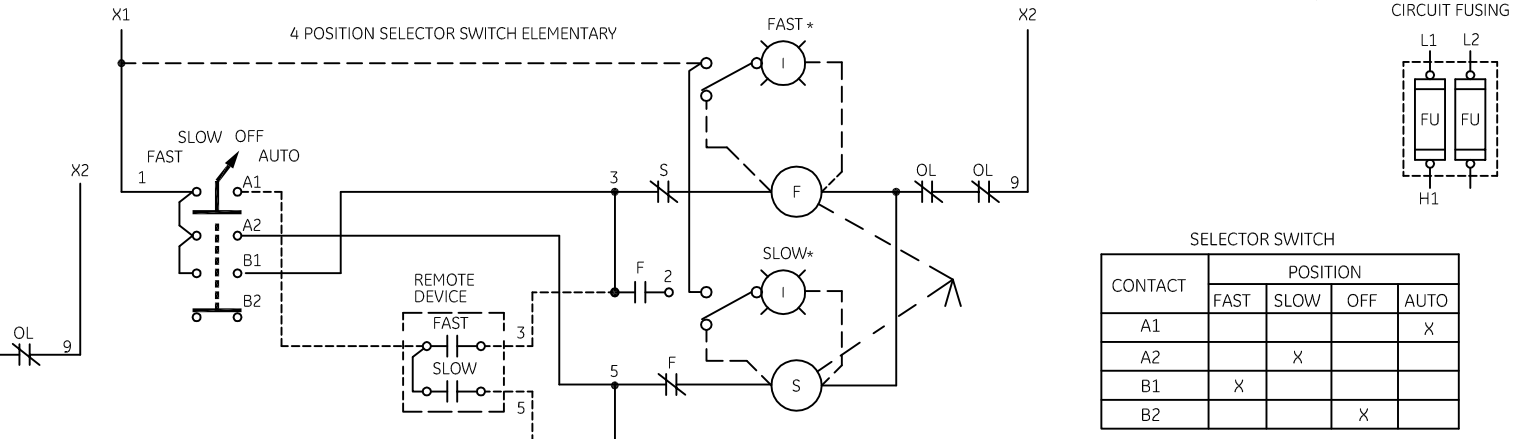 CIRCUIT FUSING
X1
X2
4 POSITION SELECTOR SWITCH ELEMENTARY
FAST *
I
L1 L2
FU FU
H1
SLOW OFF
FAST AUTO
1
X2
A1
A2
B1
B2
3
S
F
OL OL
9
SLOW*
I
F
2
REMOTE
DEVICE
FAST
3
SLOW
5
5
F
S
OL
9
SELECTOR SWITCH
CONTACT POSITION
FAST SLOW OFF AUTO
A1 X
A2 X
B1 X
B2 X